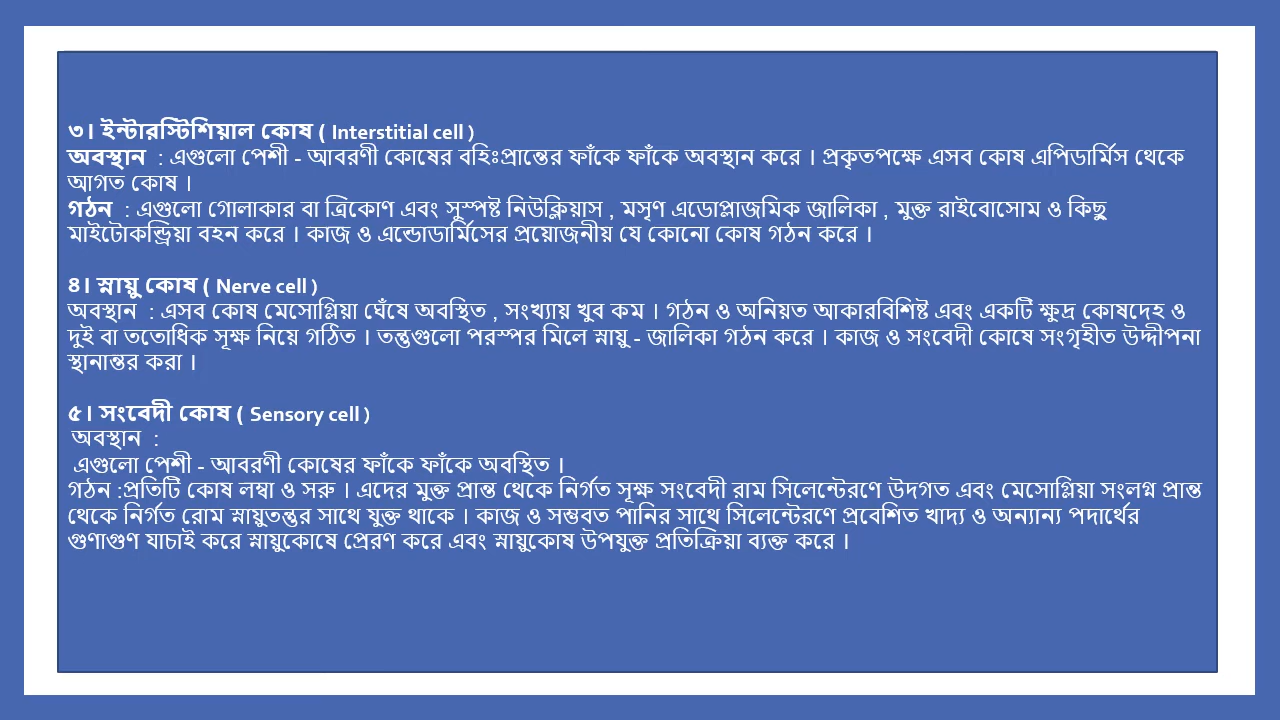 ৩। ইন্টারস্টিশিয়াল কোষ ( Interstitial cell )
অবস্থান : এগুলো পেশী - আবরণী কোষের বহিঃপ্রান্তের ফাঁকে ফাঁকে অবস্থান করে । প্রকৃতপক্ষে এসব কোষ এপিডার্মিস থেকে
আগত কোষ ।
গঠন : এগুলো গোলাকার বা ত্রিকোণ এবং সুস্পষ্ট নিউক্লিয়াস , মসৃণ এডোপ্লাজমিক জালিকা , মুক্ত রাইবোসোম ও কিছু
মাইটোকন্ড্রিয়া বহন করে । কাজ ও এন্ডোডার্মিসের প্রয়োজনীয় যে কোনো কোষ গঠন করে ।
৪। স্নায়ু কোষ ( Nerve cell )
অবস্থান : এসব কোষ মেসোগ্লিয়া ঘেঁষে অবস্থিত , সংখ্যায় খুব কম । গঠন ও অনিয়ত আকারবিশিষ্ট এবং একটি ক্ষুদ্র কোষদেহ ও
দুই বা ততোধিক সূক্ষ নিয়ে গঠিত । তন্তুগুলো পরস্পর মিলে স্নায়ু - জালিকা গঠন করে । কাজ ও সংবেদী কোষে সংগৃহীত উদ্দীপনা
স্থানান্তর করা ।
৫। সংবেদী কোষ ( Sensory cell )
অবস্থান :
এগুলো পেশী - আবরণী কোষের ফাঁকে ফাঁকে অবস্থিত ।
গঠন :প্রতিটি কোষ লম্বা ও সরু । এদের মুক্ত প্রান্ত থেকে নির্গত সূক্ষ সংবেদী রাম সিলেন্টেরণে উদগত এবং মেসোগ্লিয়া সংলগ্ন প্রান্ত
থেকে নির্গত রোম স্নায়ুতন্তুর সাথে যুক্ত থাকে । কাজ ও সম্ভবত পানির সাথে সিলেন্টেরণে প্রবেশিত খাদ্য ও অন্যান্য পদার্থের
গুণাগুণ যাচাই করে স্নায়ুকোষে প্রেরণ করে এবং স্নায়ুকোষ উপযুক্ত প্রতিক্রিয়া ব্যক্ত করে ।